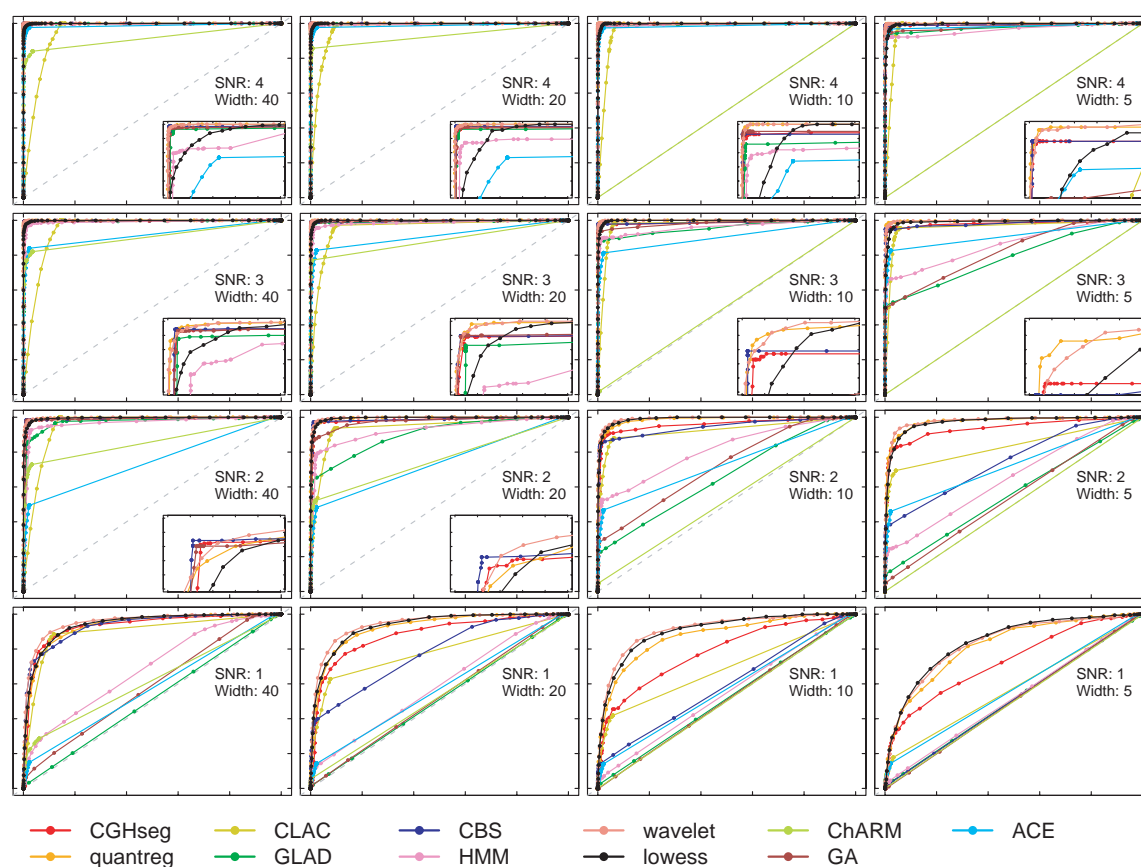 SNR: 4
Width: 40
SNR: 4
Width: 20
SNR: 4
Width: 10
SNR: 4
Width: 5
SNR: 3
Width: 40
SNR: 3
Width: 20
SNR: 3
Width: 10
SNR: 3
Width: 5
SNR: 2
Width: 40
SNR: 2
Width: 20
SNR: 2
Width: 10
SNR: 2
Width: 5
SNR: 1
Width: 40
SNR: 1
Width: 20
SNR: 1
Width: 10
SNR: 1
Width: 5
CGHseg CLAC CBS wavelet ChARM ACE
quantreg GLAD HMM lowess GA